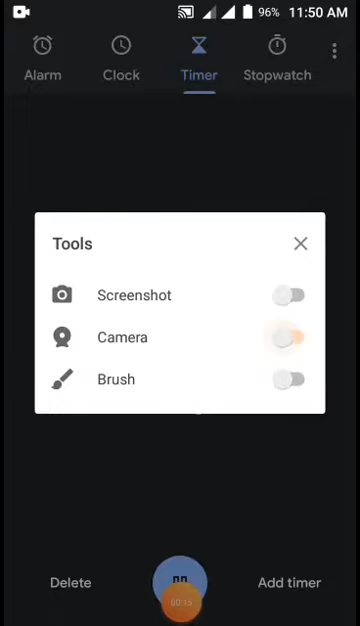 96% 11:50 AM
Alarm Clock Timer Stopwatch
Tools
Screenshot
Camera
Brush
Delete Add timer